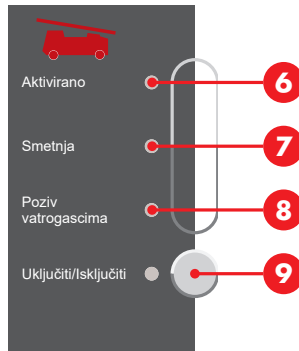 Aktivirano 6
Smetnja 7
Poziv
vatrogascima 8
Uključiti/Isključiti 9